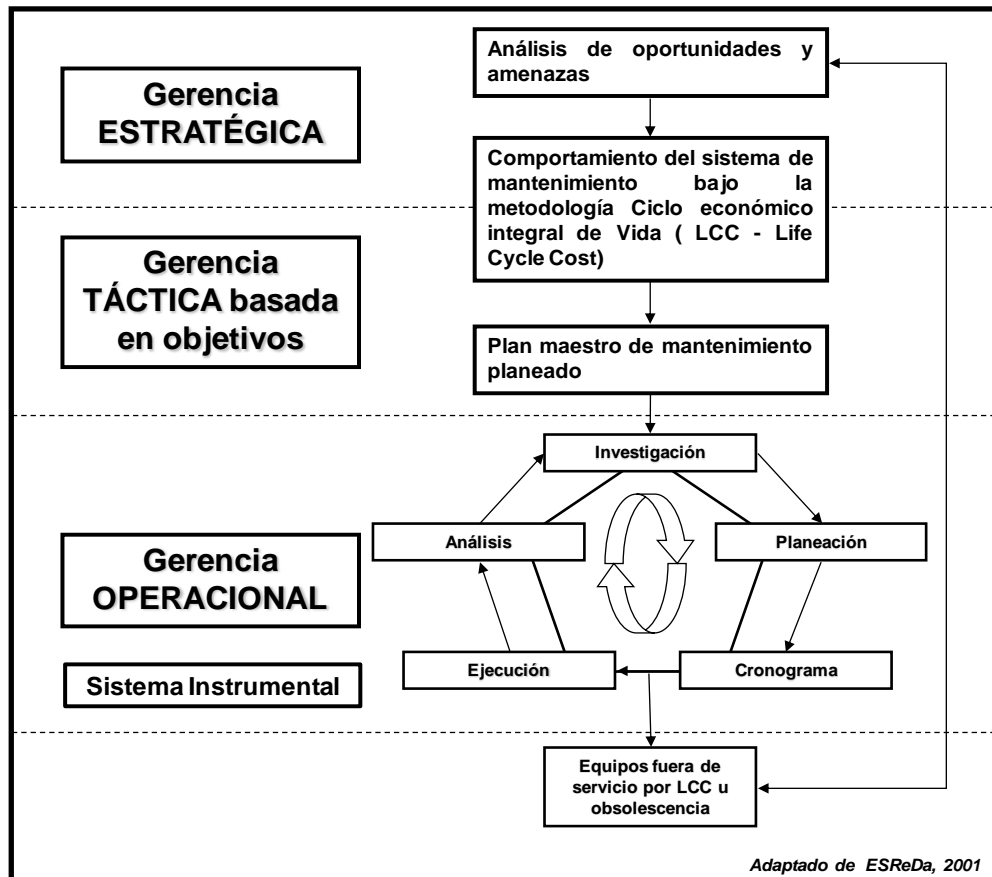 Análisis de oportunidades y
amenazas
Gerencia
ESTRATÉGICA
Comportamiento del sistema de
mantenimiento bajo la
metodología Ciclo económico
integral de Vida ( LCC - Life
Cycle Cost)
Gerencia
TÁCTICA basada
en objetivos
Plan maestro de mantenimiento
planeado
Investigación
Análisis
Planeación
Gerencia
OPERACIONAL
Ejecución
Cronograma
Sistema Instrumental
Equipos fuera de
servicio por LCC u
obsolescencia
Adaptado de ESReDa, 2001